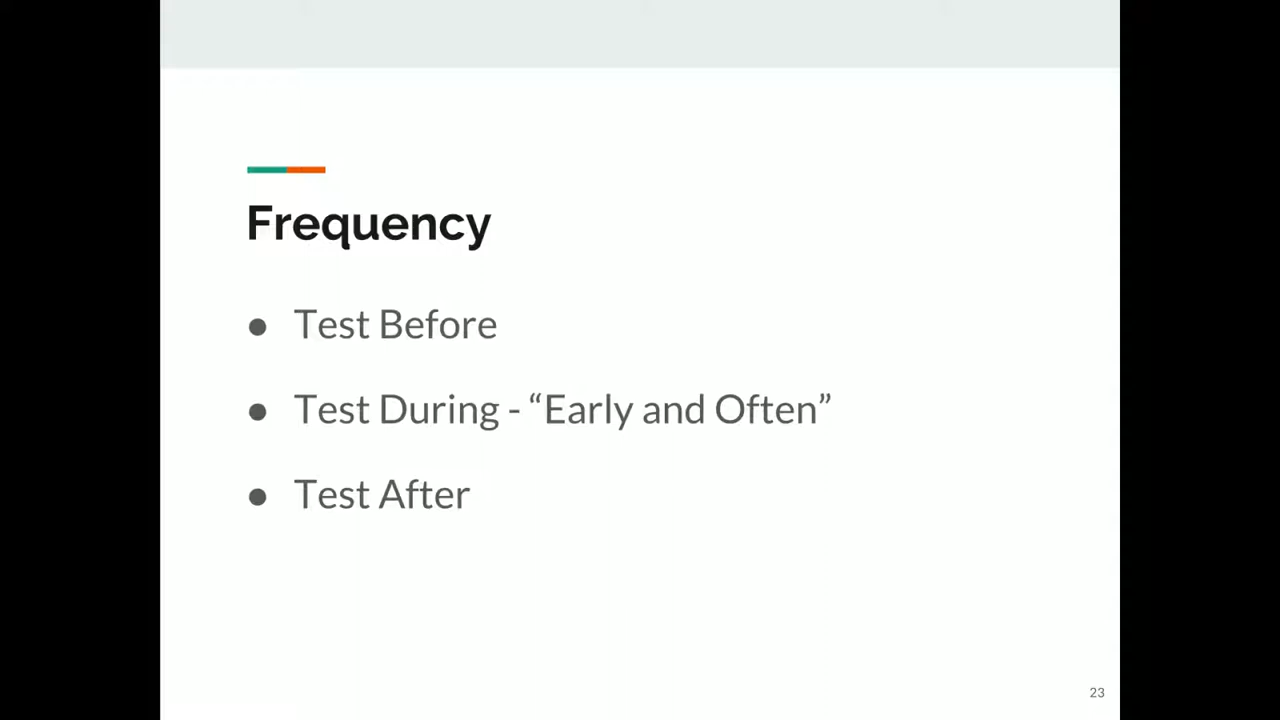 Frequency
● Test Before
● Test During - “Early and Often”
● Test After
23